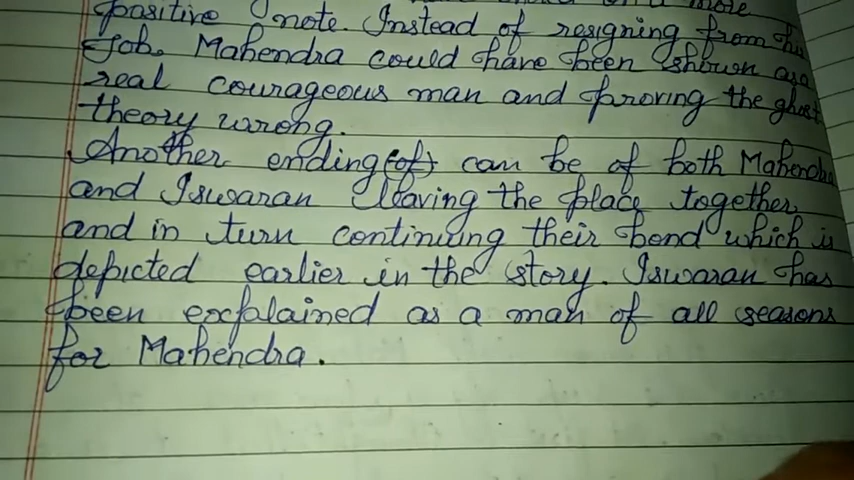 on a more
positive note. Instead of resigning from his
Job. Mahendra could have been shown as a
real courageous man and proving the ghost
theory wrong.
Another ending (of) can be of both Mahendra
and Iswaran leaving the place together,
and in turn continuing their bond which is
depicted earlier in the story. Iswaran has
been explained as a man of all seasons
for Mahendra.